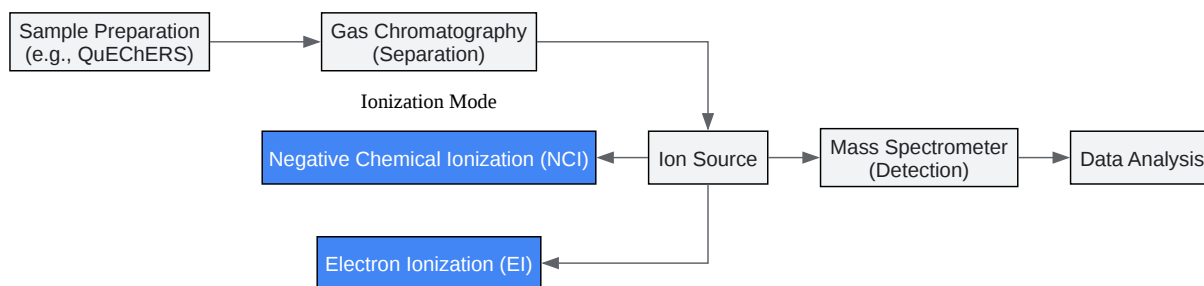 Sample Preparation
(e.g., QuEChERS)
Gas Chromatography
(Separation)
Ionization Mode
Negative Chemical Ionization (NCI)
Ion Source
Mass Spectrometer
(Detection)
Data Analysis
Electron Ionization (EI)